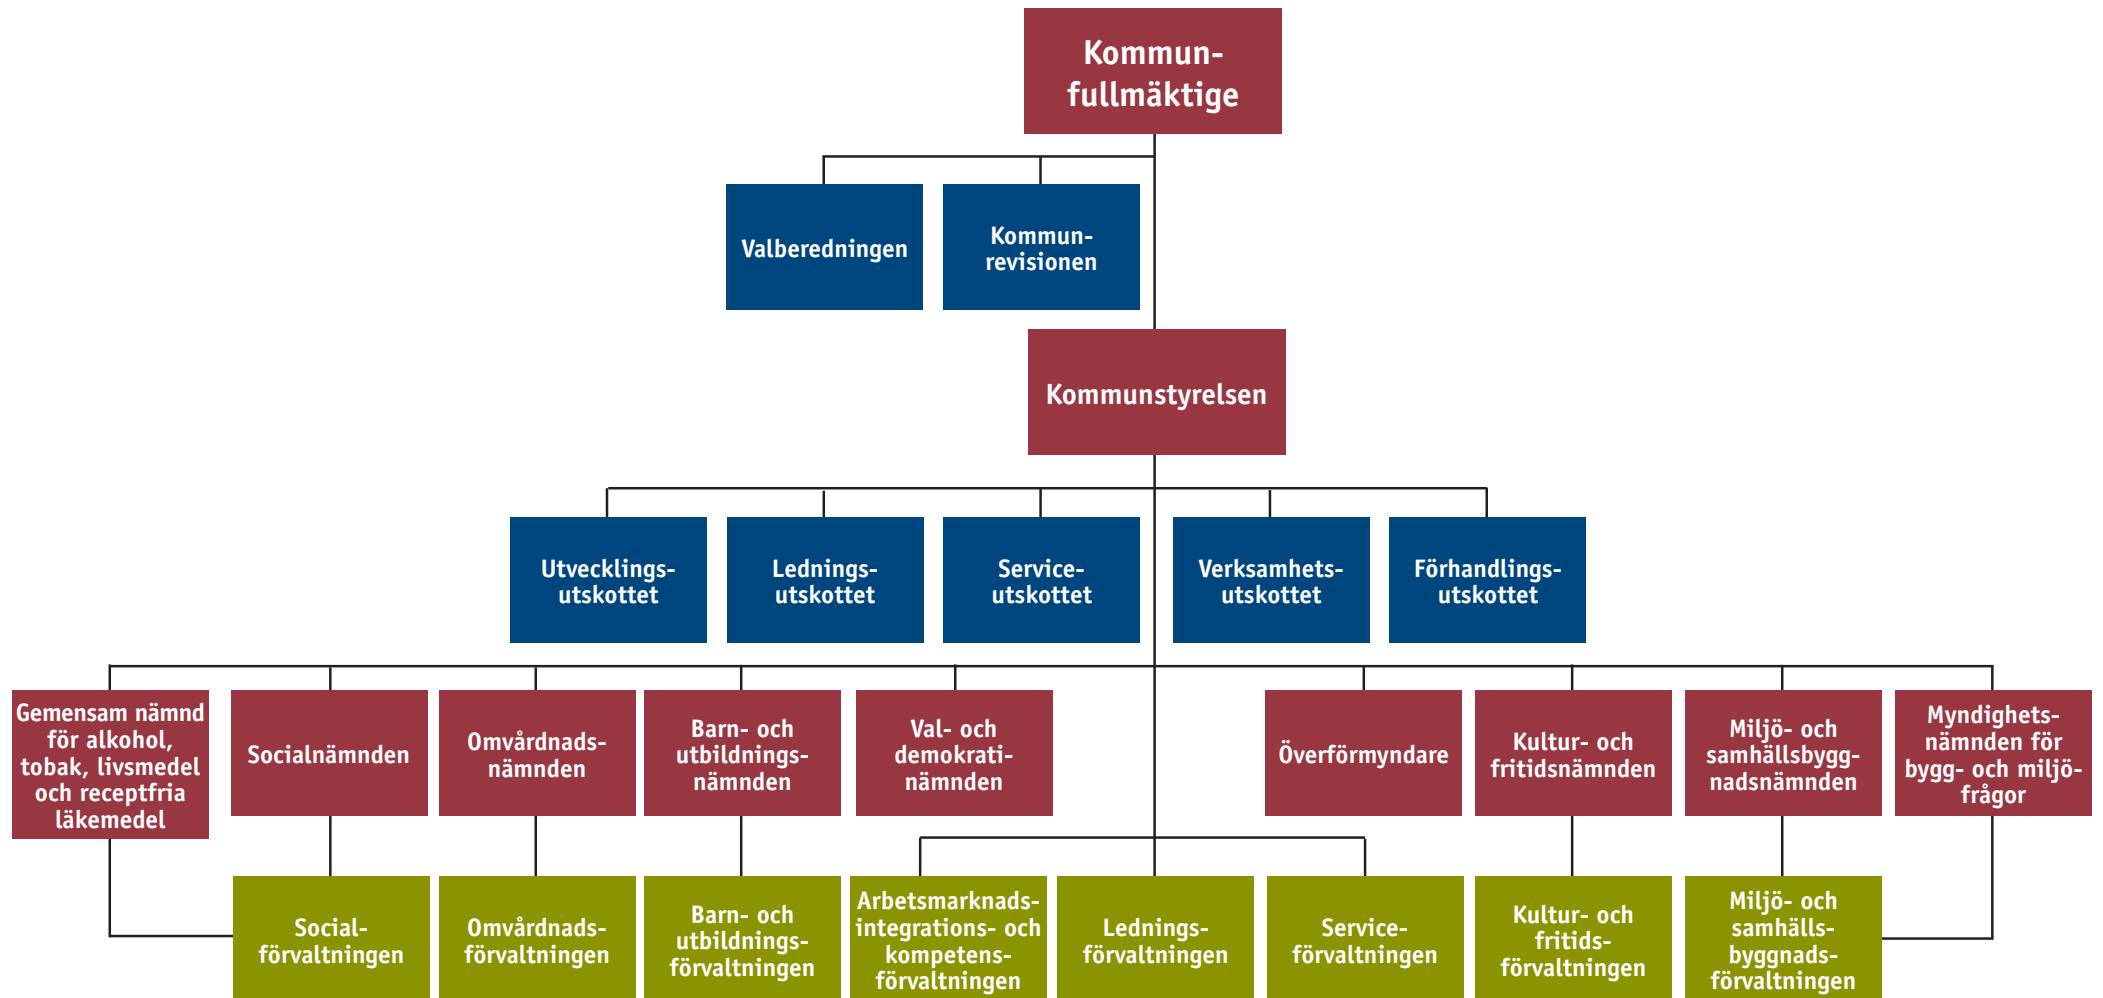 Kommun-
fullmäktige
Valberedningen
Kommun-
revisionen
Kommunstyrelsen
Utvecklings-
utskottet
Lednings-
utskottet
Service-
utskottet
Verksamhets-
utskottet
Förhandlings-
utskottet
Gemensam nämnd
för alkohol,
tobak, livsmedel
och receptfria
läkemedel
Socialnämnden
Omvårdnads-
nämnden
Barn- och
utbildnings-
nämnden
Val- och
demokrati-
nämnden
Överförmyndare
Kultur- och
fritidsnämnden
Miljö- och
samhällsbygg-
nadsnämnden
Myndighets-
nämnden för
bygg- och miljö-
frågor
Social-
förvaltningen
Omvårdnads-
förvaltningen
Barn- och
utbildnings-
förvaltningen
Arbetsmarknads-
integrations- och
kompetens-
förvaltningen
Lednings-
förvaltningen
Service-
förvaltningen
Kultur- och
fritids-
förvaltningen
Miljö- och
samhälls-
byggnads-
förvaltningen